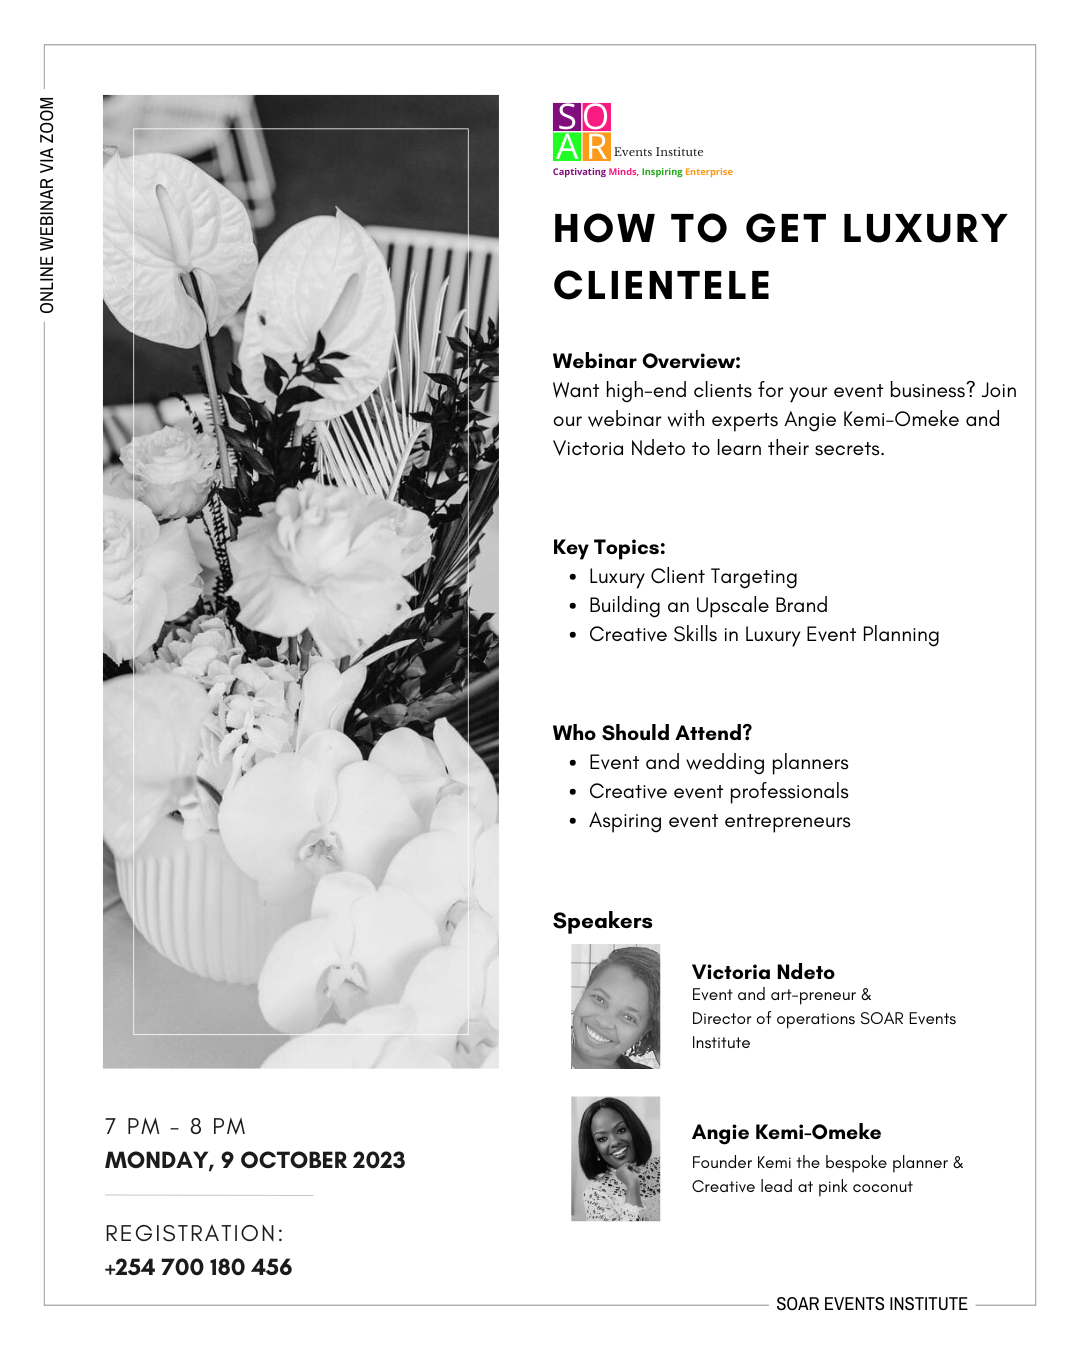 ONLINE WEBINAR VIA ZOOM
SO
AR Events Institute
Captivating Minds, Inspiring Enterprise
HOW TO GET LUXURY
CLIENTELE
Webinar Overview:
Want high-end clients for your event business? Join
our webinar with experts Angie Kemi-Omeke and
Victoria Ndeto to learn their secrets.
Key Topics:
• Luxury Client Targeting
• Building an Upscale Brand
• Creative Skills in Luxury Event Planning
Who Should Attend?
• Event and wedding planners
• Creative event professionals
• Aspiring event entrepreneurs
Speakers
Victoria Ndeto
Event and art-preneur &
Director of operations SOAR Events
Institute
Angie Kemi-Omeke
Founder Kemi the bespoke planner &
Creative lead at pink coconut
7 PM - 8 PM
MONDAY, 9 OCTOBER 2023
REGISTRATION:
+254 700 180 456
SOAR EVENTS INSTITUTE